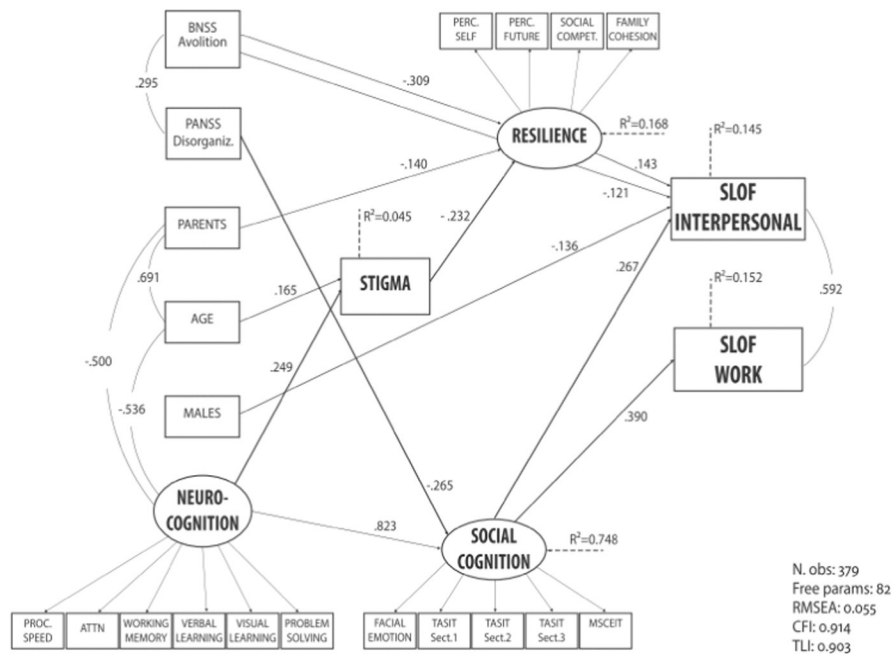 BNSS
Avolition
PERC.
SELF
PERC.
FUTURE
SOCIAL
COMPET.
FAMILY
COHESION
-.309
.295
PANSS
Disorganiz.
RESILIENCE
R²=0.168
R²=0.145
-.140
.143
-.121
SLOF
INTERPERSONAL
PARENTS
R²=0.045
-.232
-.136
.691
.165
STIGMA
.267
R²=0.152
.592
AGE
SLOF
WORK
-.500
.249
-.536
MALES
.390
-.265
NEURO-
COGNITION
.823
SOCIAL
COGNITION
R²=0.748
PROC.
SPEED
ATTN
WORKING
MEMORY
VERBAL
LEARNING
VISUAL
LEARNING
PROBLEM
SOLVING
FACIAL
EMOTION
TASIT
Sect.1
TASIT
Sect.2
TASIT
Sect.3
MSCEIT
N. obs: 379
Free params: 82
RMSEA: 0.055
CFI: 0.914
TLI: 0.903